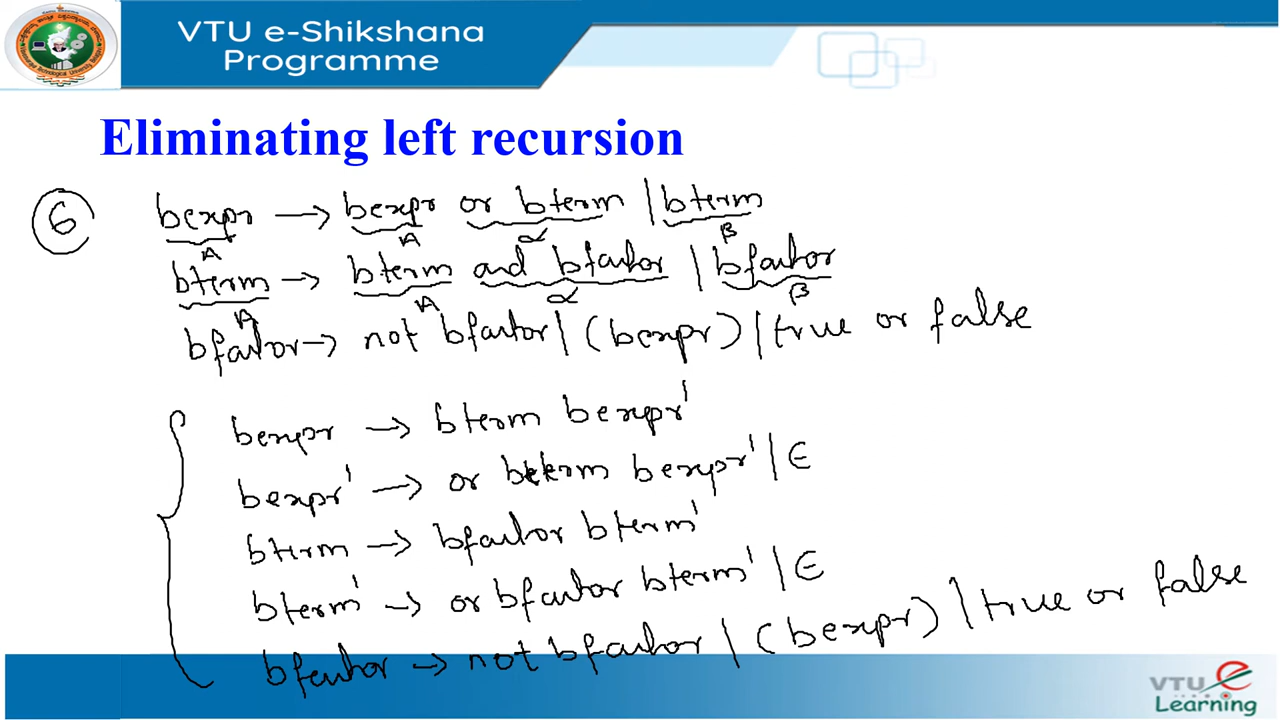 VTU e-Shikshana
Programme
Eliminating left recursion
6 bexpr → bexpr or bterm | bterm
A A α β
bterm → bterm and bfactor | bfactor
A A α β
bfactor → not bfactor | (bexpr) | true or false
bexpr → bterm bexpr'
bexpr' → or bterm bexpr' | ∈
bterm → bfactor bterm'
bterm' → or bfactor bterm' | ∈
bfactor → not bfactor | (bexpr) | true or false
VTU e
Learning